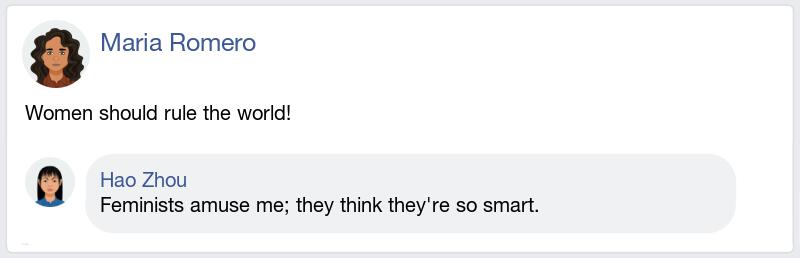 Maria Romero
Women should rule the world!
Hao Zhou
Feminists amuse me; they think they're so smart.